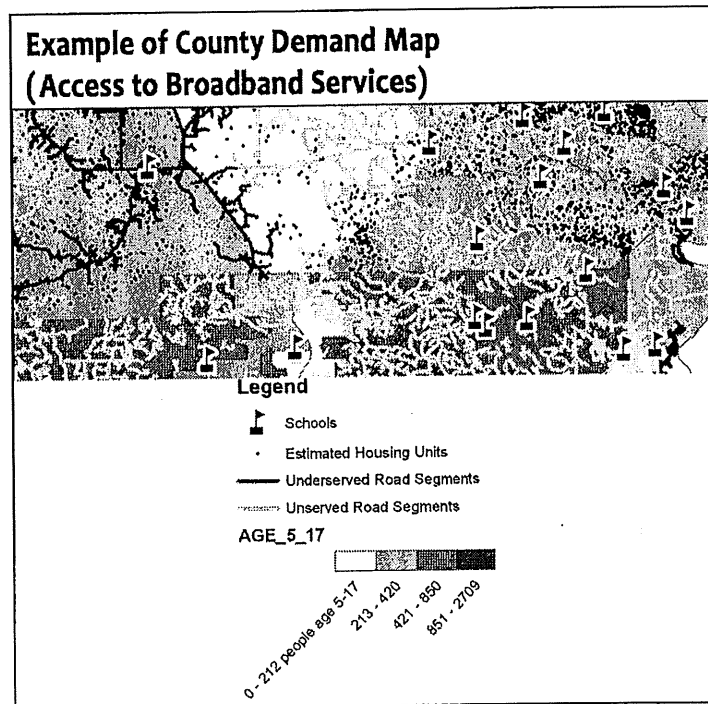 Example of County Demand Map
(Access to Broadband Services)
Legend
Schools
Estimated Housing Units
Underserved Road Segments
Unserved Road Segments
AGE_5_17
0 - 212 people age 5-17
213 - 420
421 - 850
851 - 2709